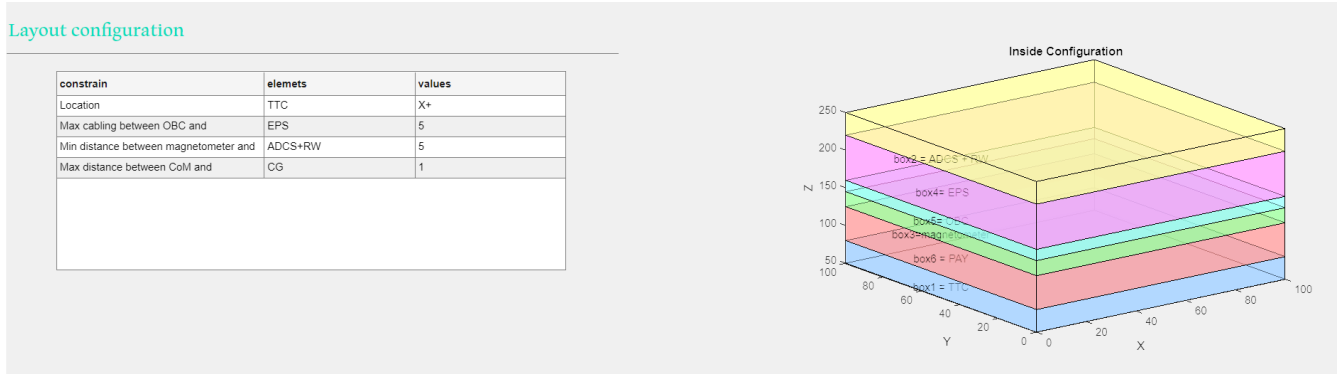 Layout configuration
constrain elemets values
Location TTC X+
Max cabling between OBC and EPS 5
Min distance between magnetometer and ADCS+RW 5
Max distance between CoM and CG 1
Inside Configuration
250
200
150
100
50
Z
box2 = ADCS + RW
box4= EPS
box5= OBC
box3=magnetometer
box6 = PAY
box1 = TTC
100
80
60
40
20
0
Y
0
20
40
60
80
100
X